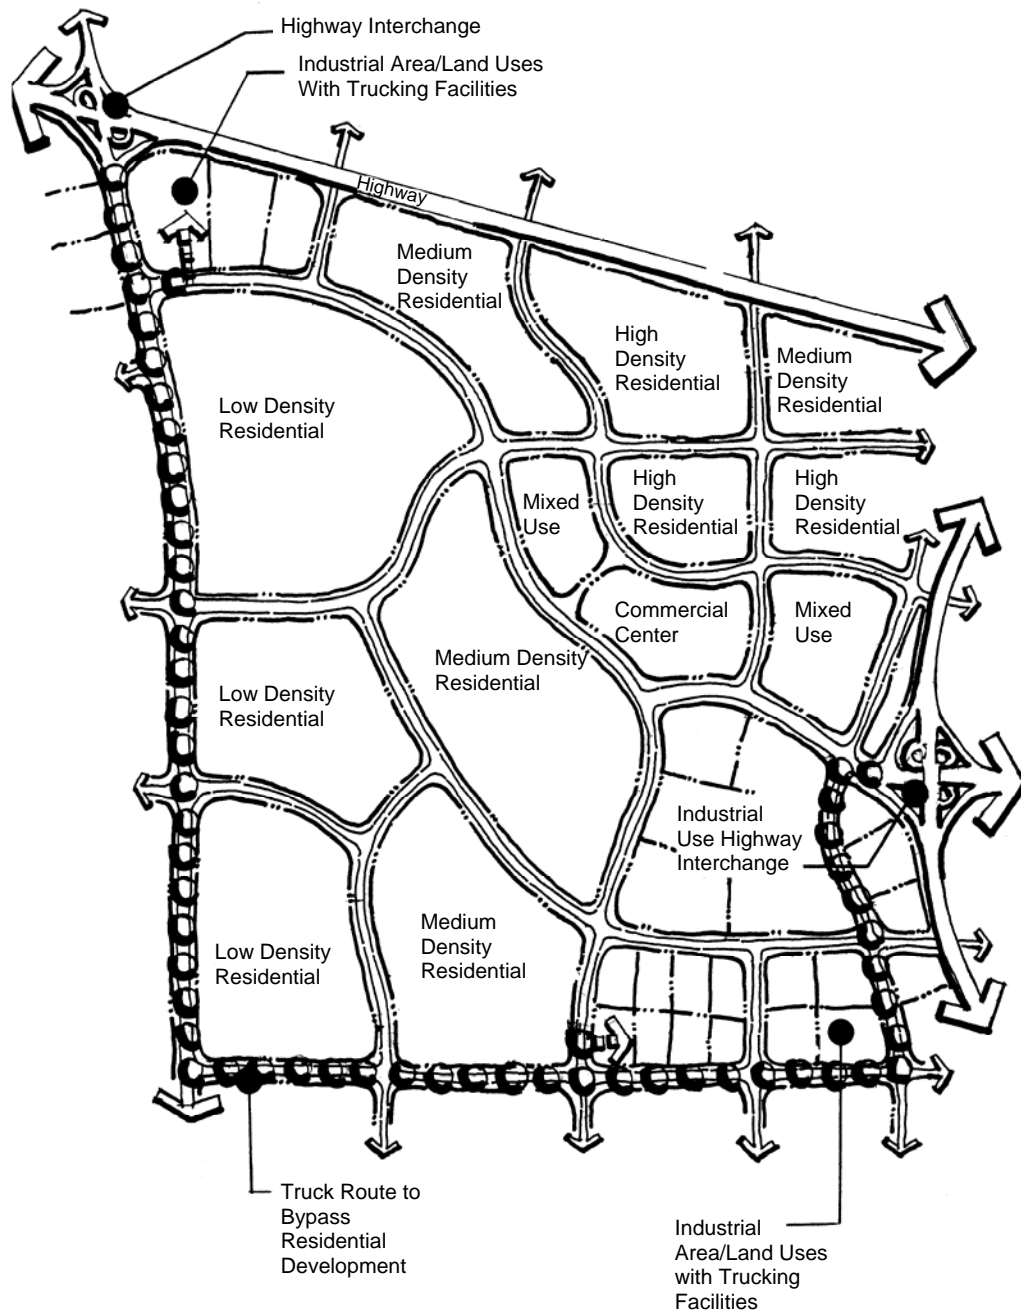 Highway Interchange
Industrial Area/Land Uses
With Trucking Facilities
Highway
Medium
Density
Residential
High
Density
Residential
Medium
Density
Residential
Low Density
Residential
Mixed
Use
High
Density
Residential
High
Density
Residential
Commercial
Center
Mixed
Use
Medium Density
Residential
Low Density
Residential
Industrial
Use Highway
Interchange
Medium
Density
Residential
Low Density
Residential
Truck Route to
Bypass
Residential
Development
Industrial
Area/Land Uses
with Trucking
Facilities